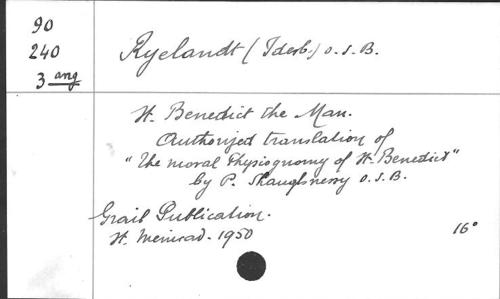 90
240
3 ang
Ryelandt (Idesb.) O.S.B.
St. Benedict the Man.
Authorized translation of
"The moral Physiognomy of St. Benedict"
by P. Shaughnessy O.S.B.
Grail Publication.
St. Meinrad. 1950
16°